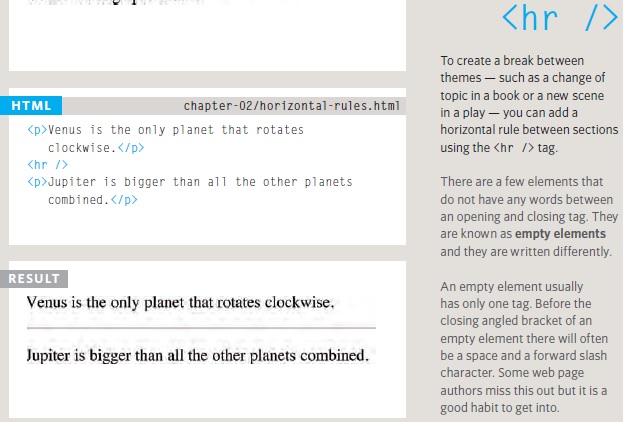 <hr />
HTML
chapter-02/horizontal-rules.html
<p>Venus is the only planet that rotates
clockwise.</p>
<hr />
<p>Jupiter is bigger than all the other planets
combined.</p>
RESULT
Venus is the only planet that rotates clockwise.
Jupiter is bigger than all the other planets combined.
To create a break between
themes — such as a change of
topic in a book or a new scene
in a play — you can add a
horizontal rule between sections
using the <hr /> tag.
There are a few elements that
do not have any words between
an opening and closing tag. They
are known as empty elements
and they are written differently.
An empty element usually
has only one tag. Before the
closing angled bracket of an
empty element there will often
be a space and a forward slash
character. Some web page
authors miss this out but it is a
good habit to get into.